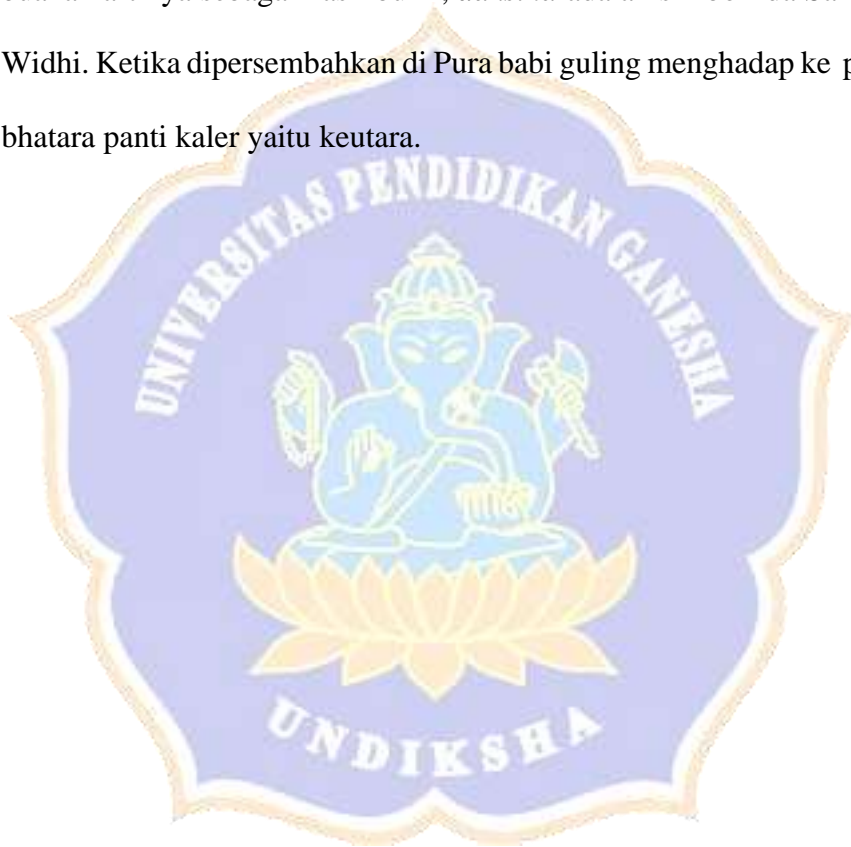 Widhi. Ketika dipersembahkan di Pura babi guling menghadap ke
bhatara panti kaler yaitu keutara.
UNIVERSITAS PENDIDIKAN GANESHA
UNDIKSHA